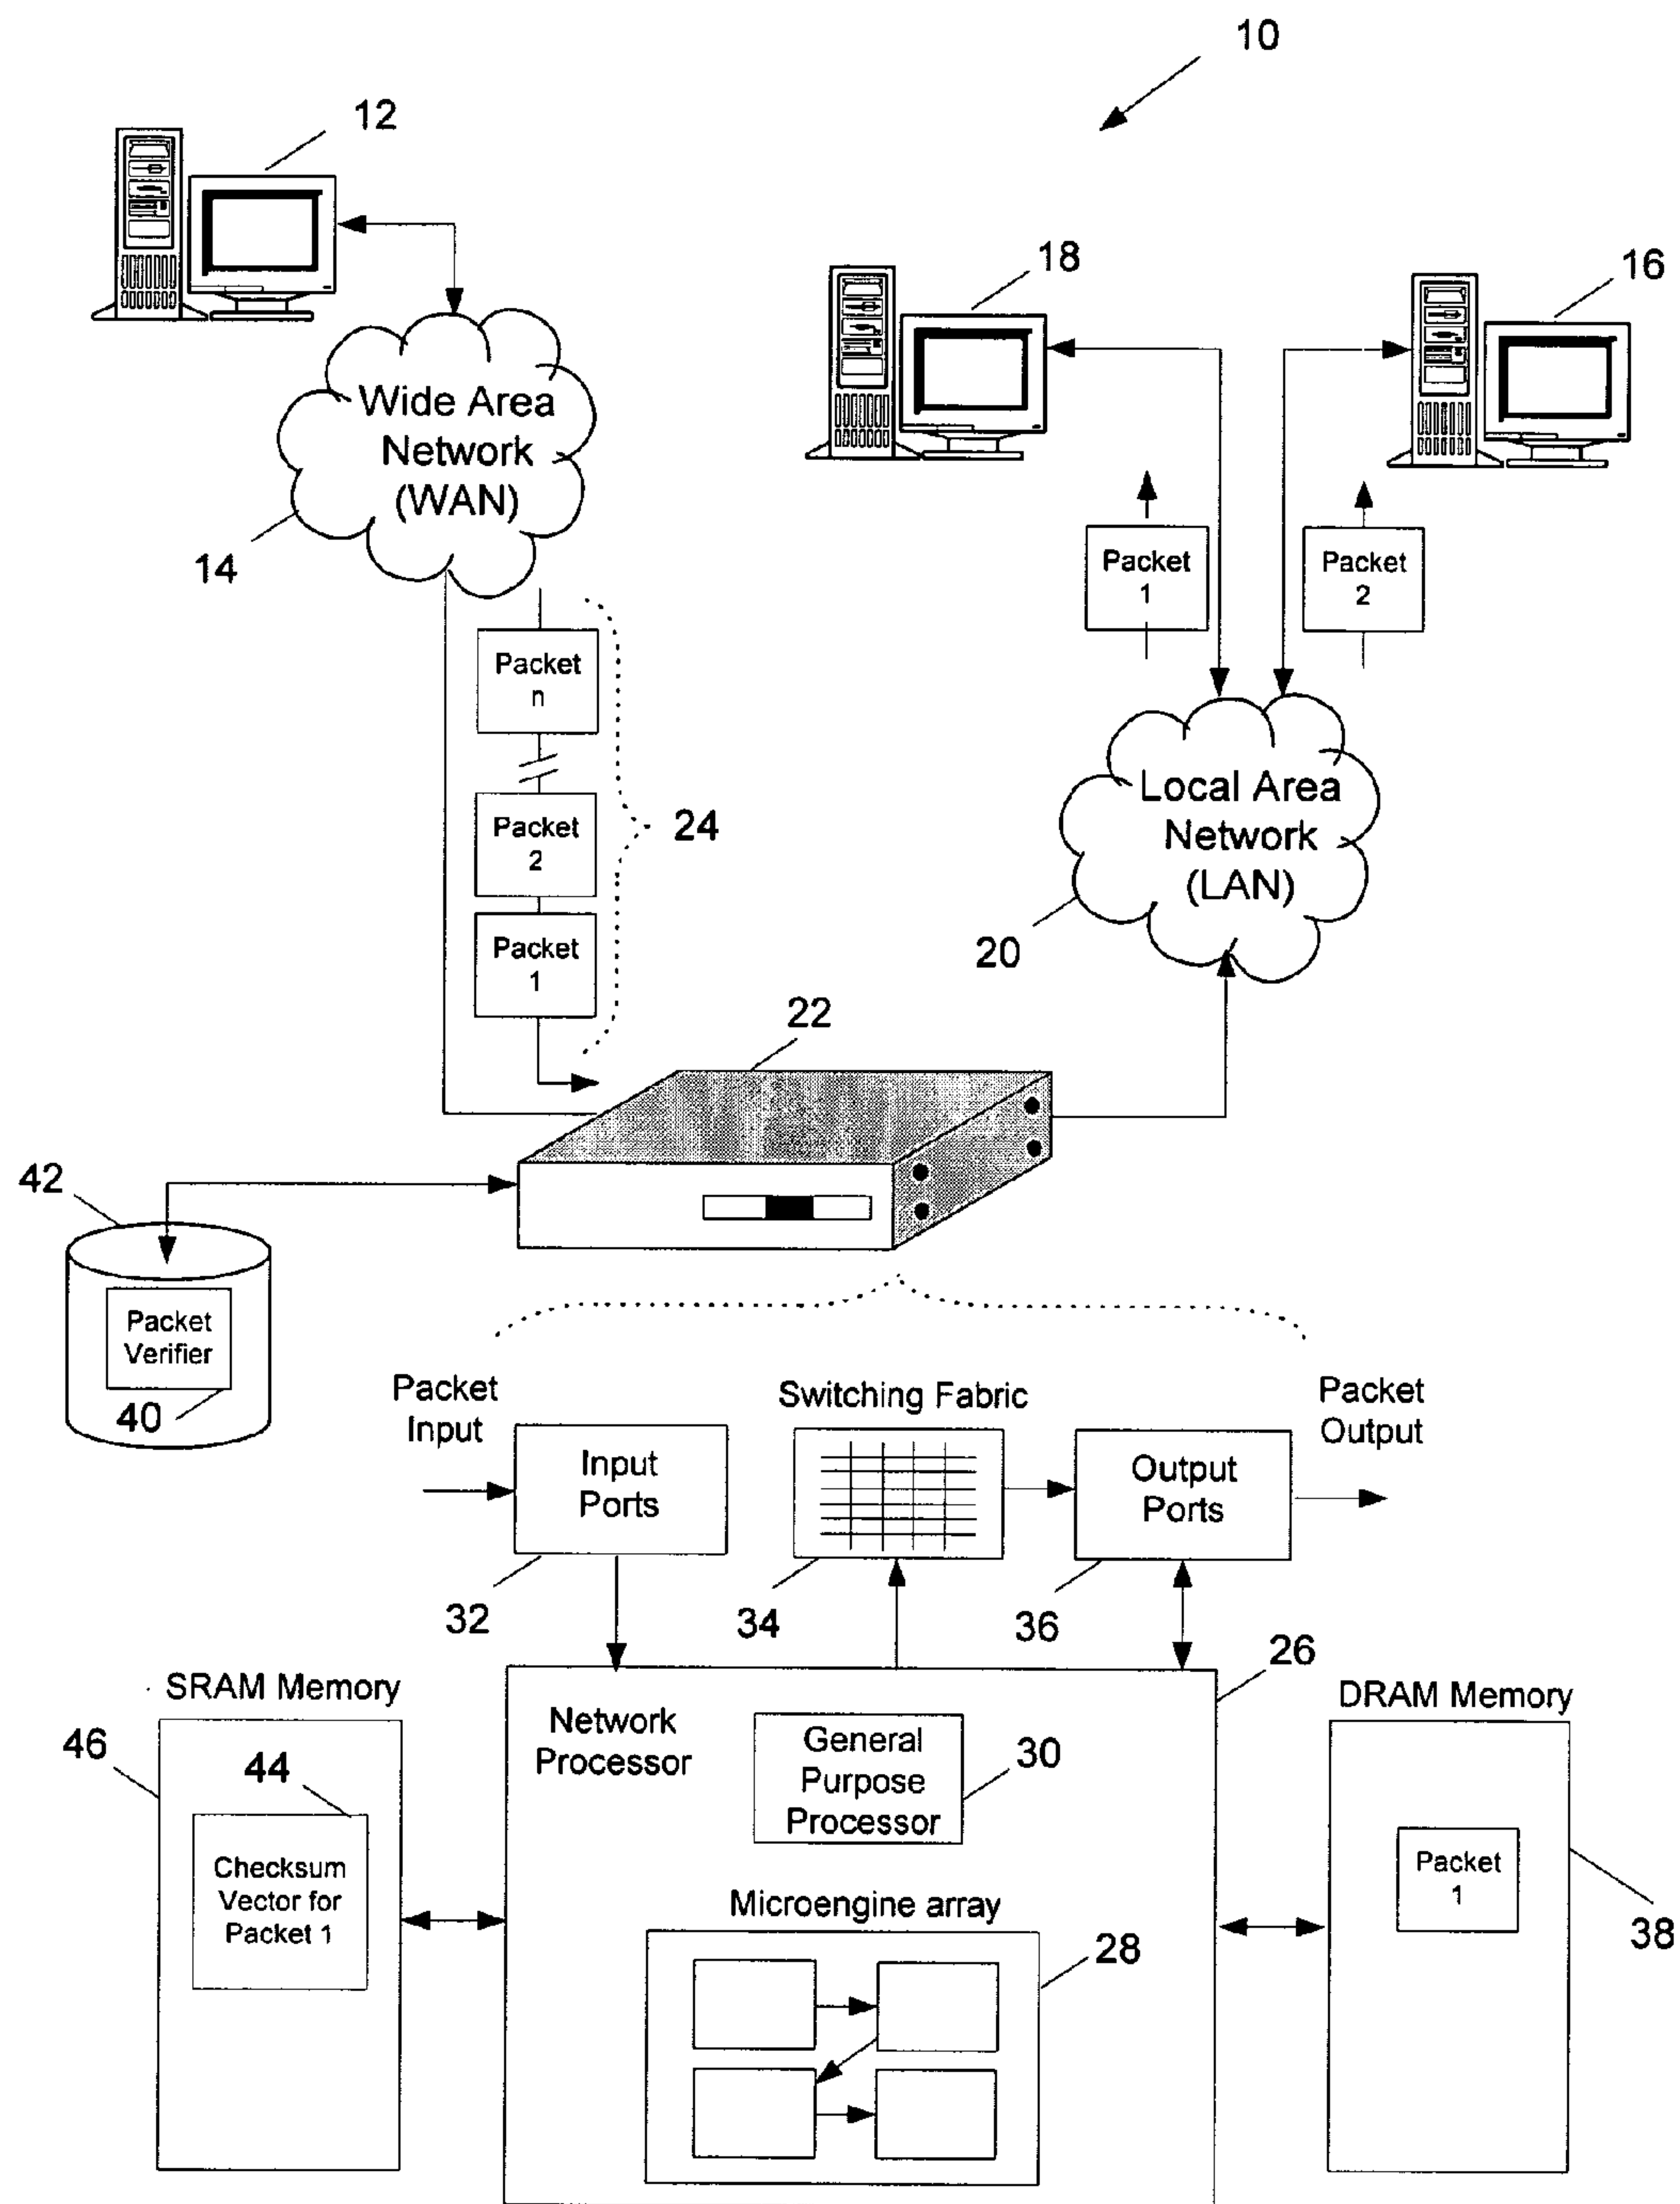 10
12
18
16
Wide Area
Network
(WAN)
14
Packet
1
Packet
2
Packet
n
Packet
2
Packet
1
24
Local Area
Network
(LAN)
20
22
42
Packet
Verifier
40
Packet
Input
Input
Ports
32
Switching Fabric
34
Output
Ports
36
Packet
Output
26
SRAM Memory
46
44
Checksum
Vector for
Packet 1
Network
Processor
General
Purpose
Processor
30
Microengine array
28
DRAM Memory
Packet
1
38